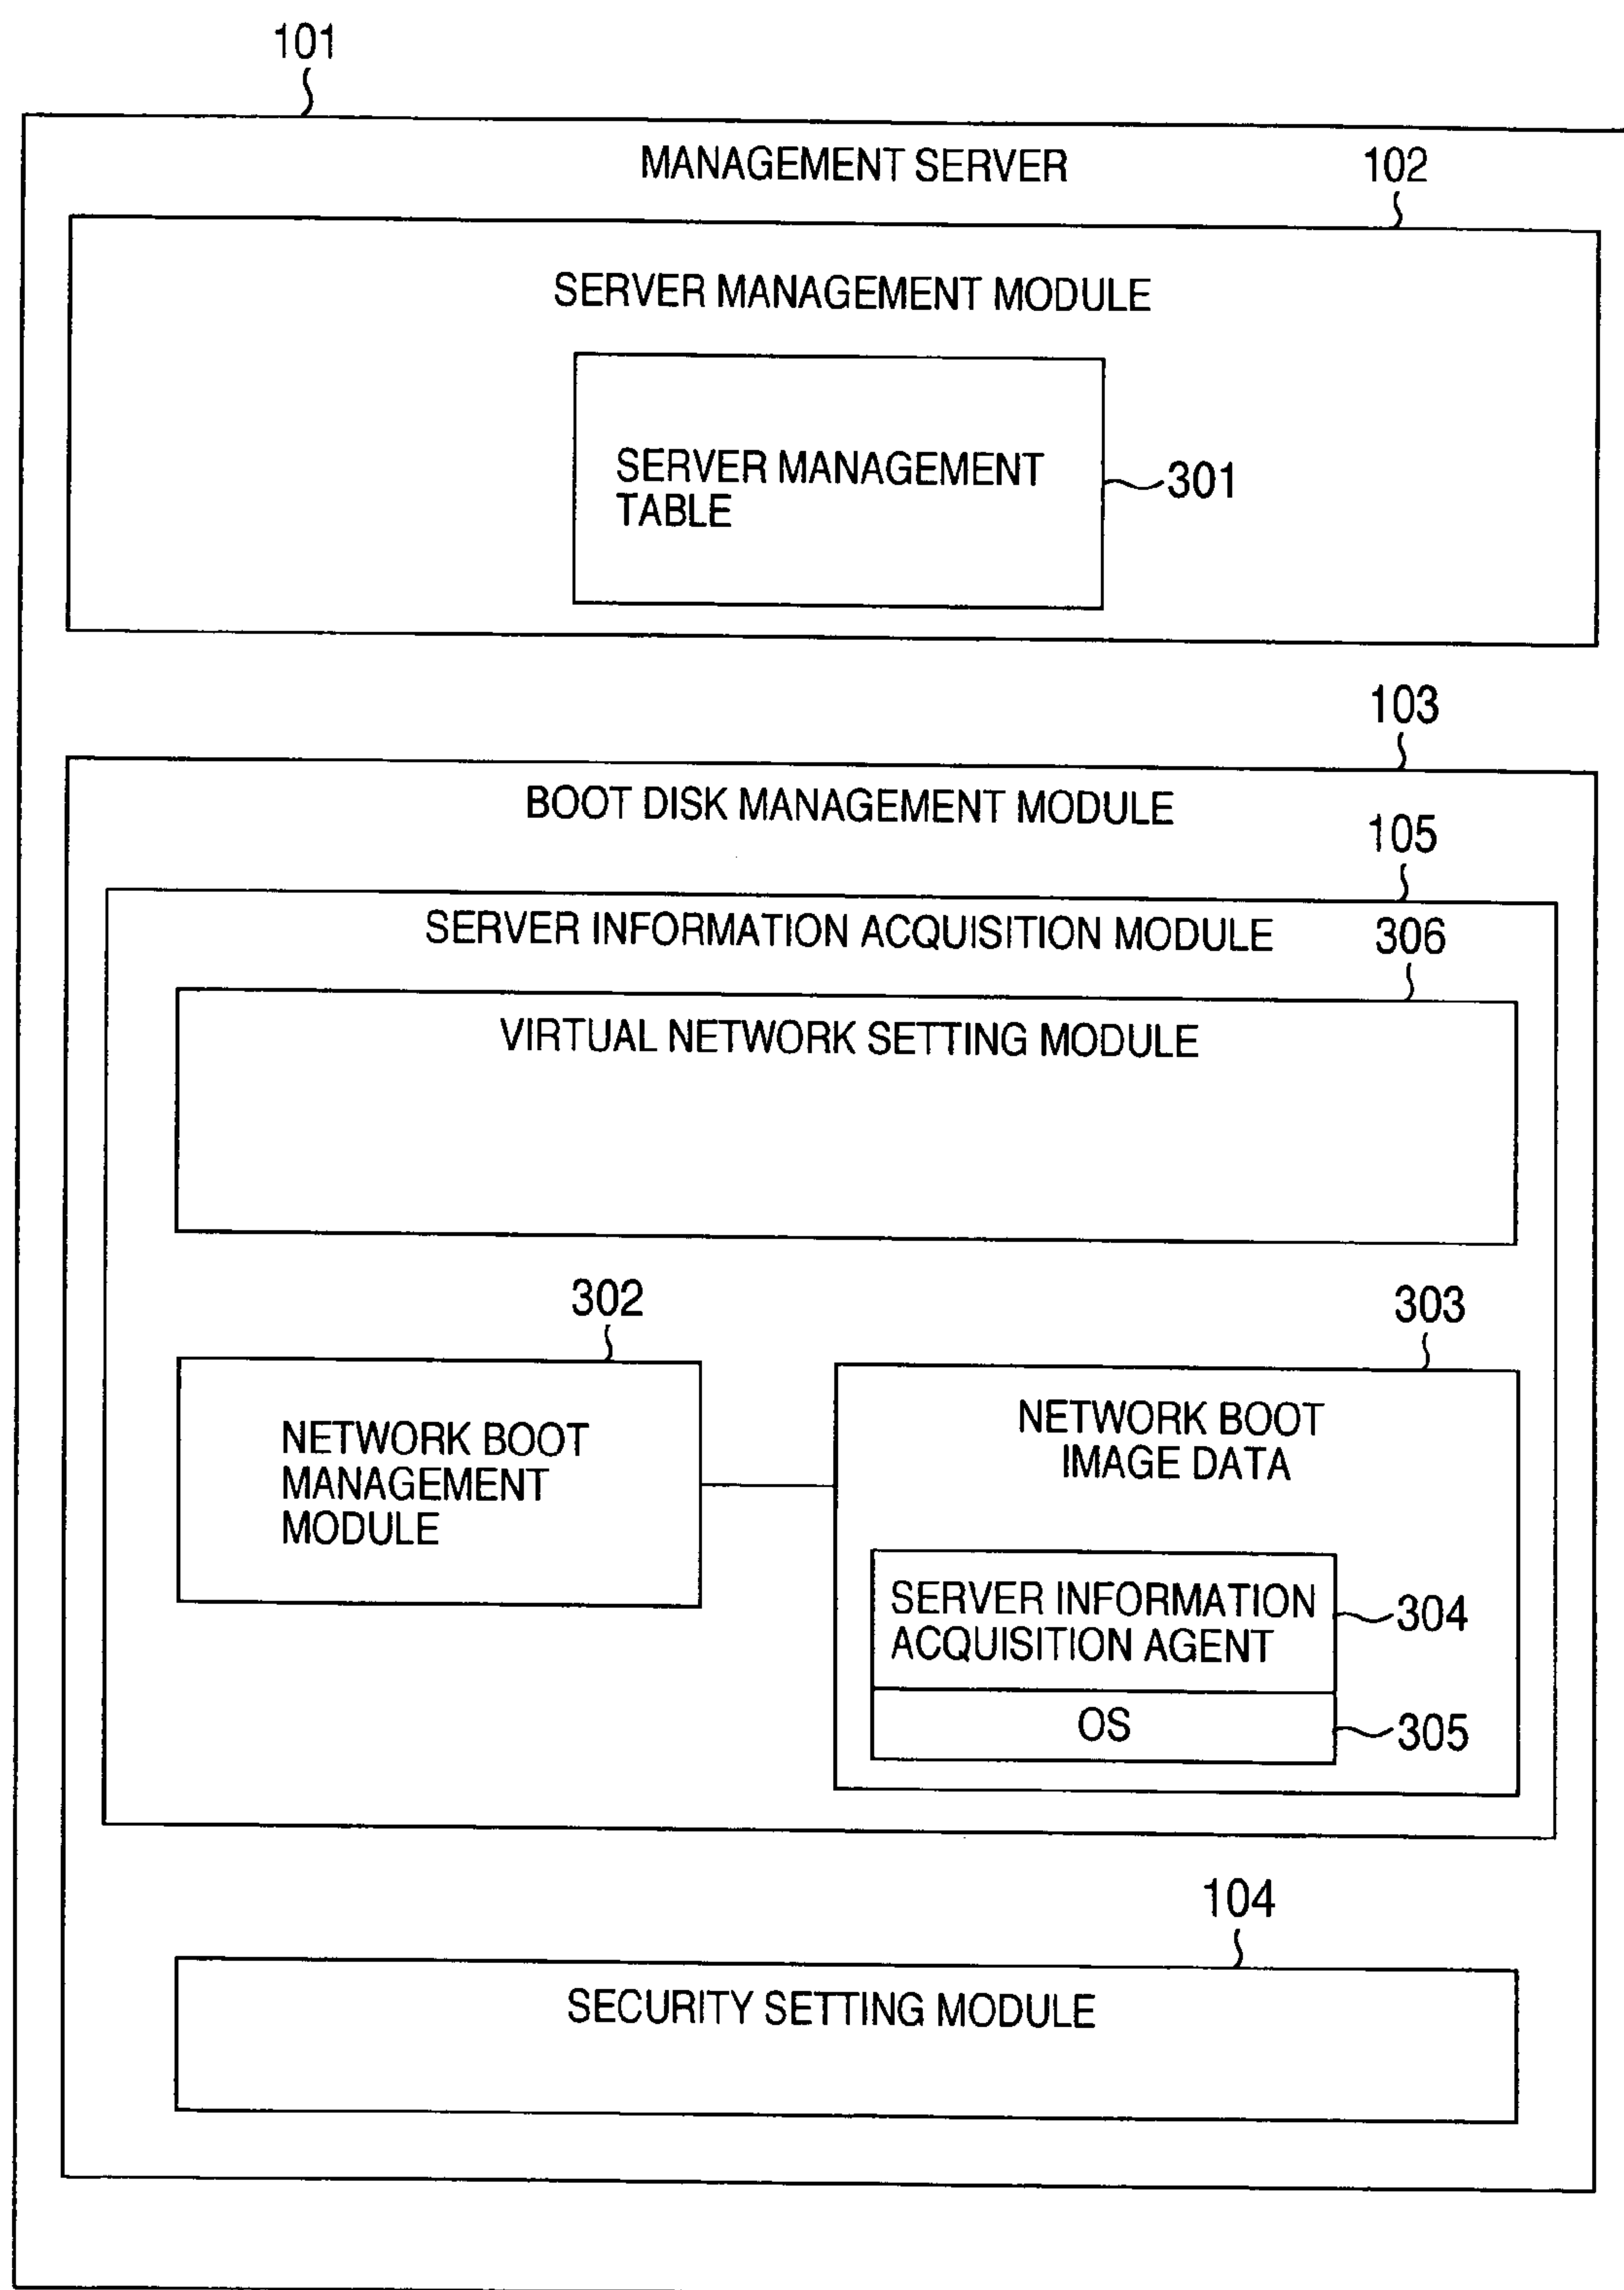 101
MANAGEMENT SERVER
102
SERVER MANAGEMENT MODULE
SERVER MANAGEMENT
TABLE
301
103
BOOT DISK MANAGEMENT MODULE
105
SERVER INFORMATION ACQUISITION MODULE
306
VIRTUAL NETWORK SETTING MODULE
302
303
NETWORK BOOT
MANAGEMENT
MODULE
NETWORK BOOT
IMAGE DATA
SERVER INFORMATION
ACQUISITION AGENT
304
OS
305
104
SECURITY SETTING MODULE